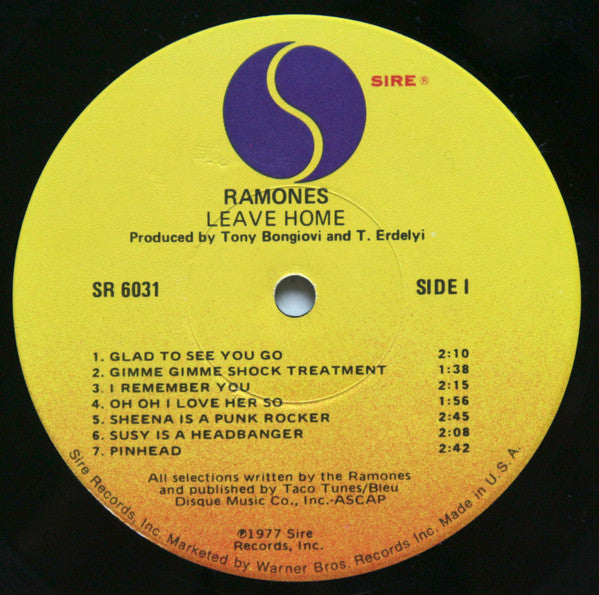 SIRE ®
RAMONES
LEAVE HOME
Produced by Tony Bongiovi and T. Erdelyi
SR 6031
SIDE I
1. GLAD TO SEE YOU GO 2:10
2. GIMME GIMME SHOCK TREATMENT 1:38
3. I REMEMBER YOU 2:15
4. OH OH I LOVE HER SO 1:56
5. SHEENA IS A PUNK ROCKER 2:45
6. SUSY IS A HEADBANGER 2:08
7. PINHEAD 2:42
All selections written by the Ramones
and published by Taco Tunes/Bleu
Disque Music Co., Inc.-ASCAP
℗1977 Sire
Records, Inc.
Sire Records, Inc. Marketed by Warner Bros. Records Inc. Made in U.S.A.